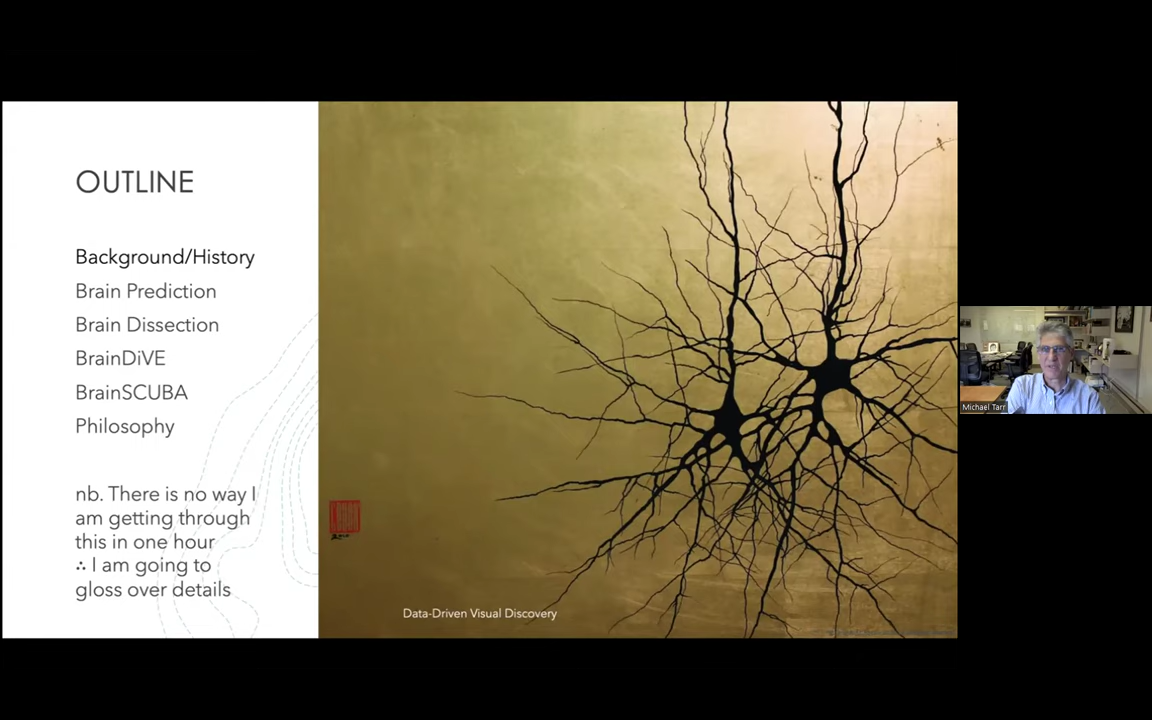 OUTLINE
Background/History
Brain Prediction
Brain Dissection
BrainDiVE
BrainSCUBA
Philosophy
nb. There is no way I
am getting through
this in one hour
∴ I am going to
gloss over details
Data-Driven Visual Discovery
Michael Tarr